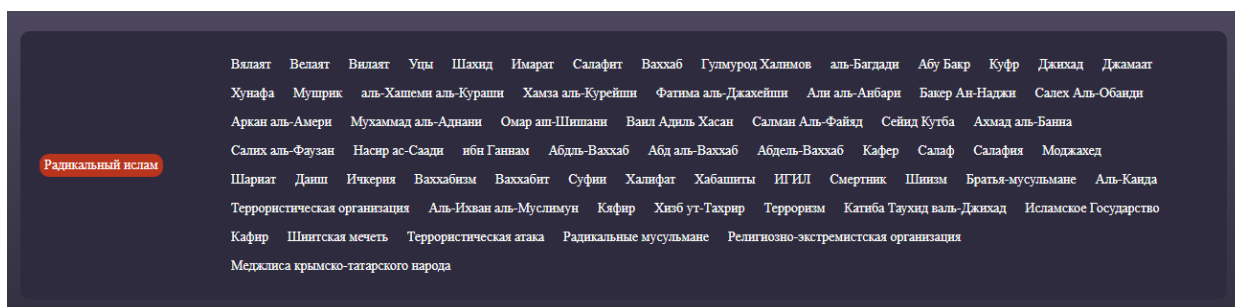 Вялаят Велаят Вилаят Уцы Шахид Имарат Салафит Ваххаб Гулмурод Халимов аль-Багдади Абу Бакр Куфр Джихад Джамаат
Хунафа Мушрик аль-Хашеми аль-Кураши Хамза аль-Курейши Фатима аль-Джахейши Али аль-Анбари Бакер Ан-Наджи Салех Аль-Обаиди
Аркан аль-Амери Мухаммад аль-Аднани Омар аш-Шишани Ваил Адиль Хасан Салман Аль-Файяд Сейид Кутба Ахмад аль-Банна
Радикальный ислам
Салих аль-Фаузан Насир ас-Саади ибн Ганнам Абдль-Ваххаб Абд аль-Ваххаб Абдель-Ваххаб Кафер Салаф Салафия Моджахед
Шариат Даиш Ичкерия Ваххабизм Ваххабит Суфии Халифат Хабашиты ИГИЛ Смертник Шиизм Братья-мусульмане Аль-Каида
Террористическая организация Аль-Ихван аль-Муслимун Кяфир Хизб ут-Тахрир Терроризм Катиба Таухид валь-Джихад Исламское Государство
Кафир Шиитская мечеть Террористическая атака Радикальные мусульмане Религиозно-экстремистская организация
Меджлиса крымско-татарского народа